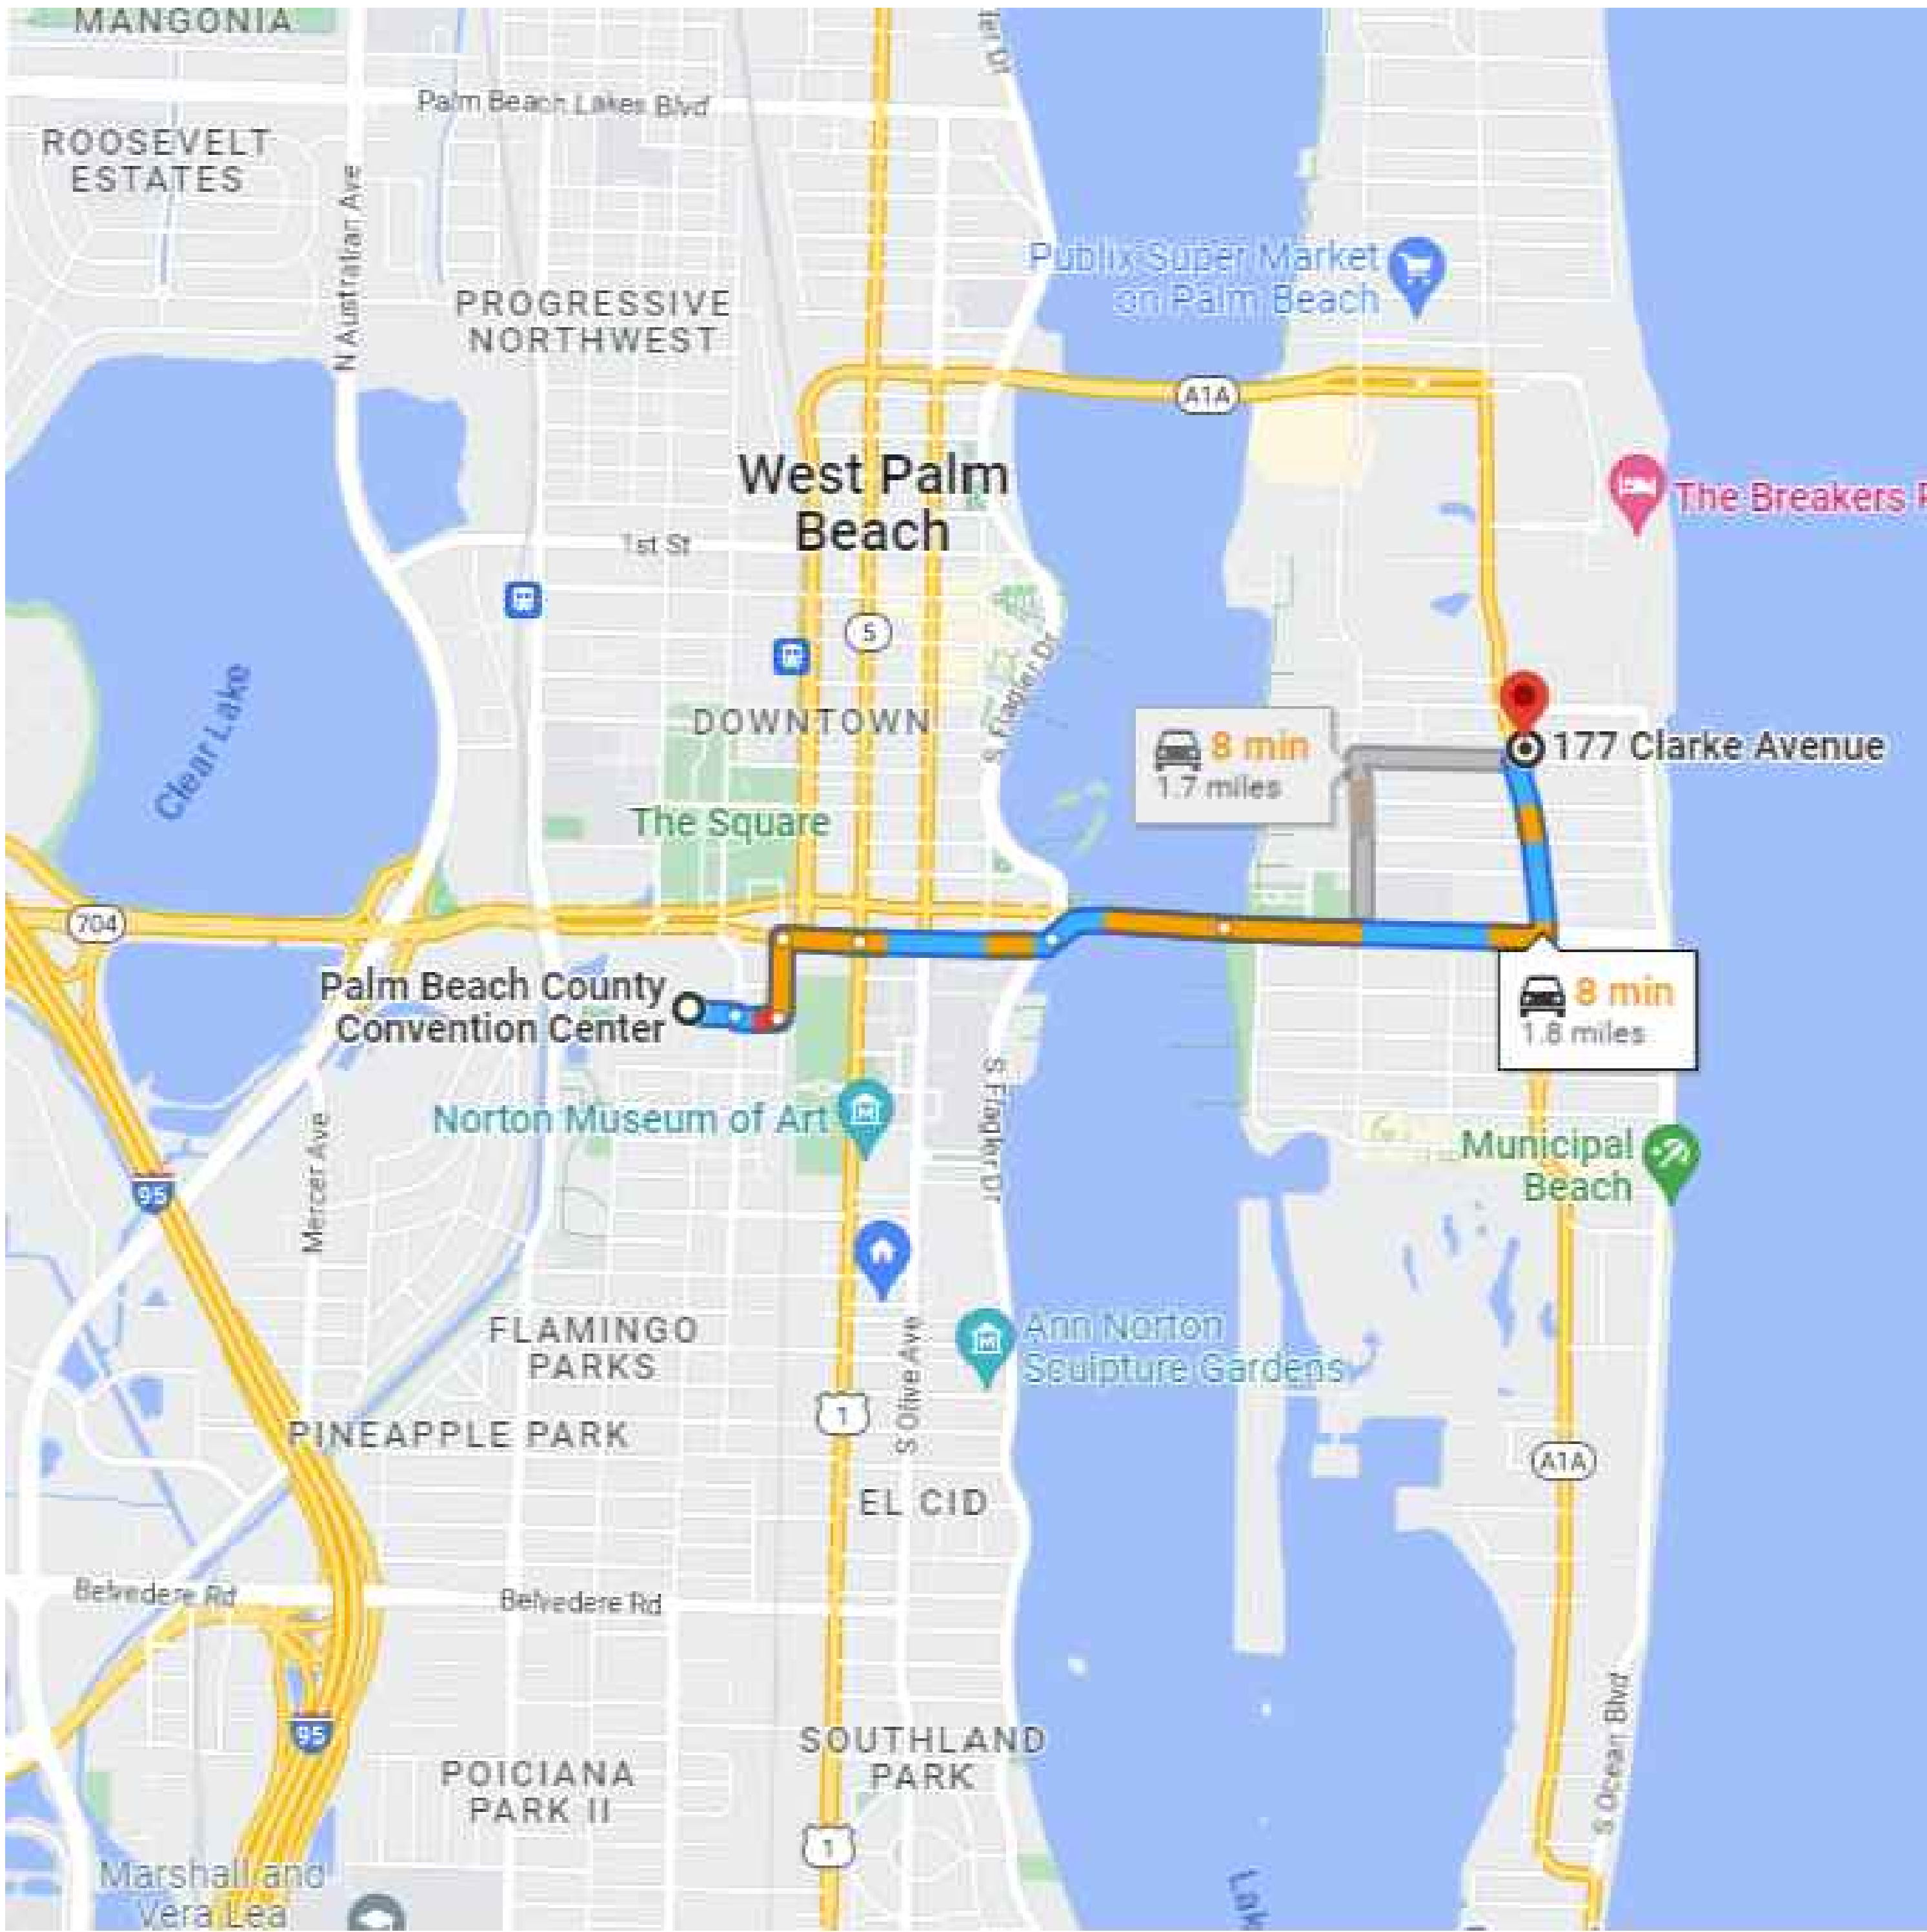 MANGONIA
Palm Beach Lakes Blvd
ROOSEVELT
ESTATES
N Australian Ave
Publix Super Market
on Palm Beach
PROGRESSIVE
NORTHWEST
A1A
West Palm
Beach
The Breakers
1st St
5
S Flagler Dr
Clear Lake
DOWNTOWN
8 min
1.7 miles
177 Clarke Avenue
The Square
704
Palm Beach County
Convention Center
8 min
1.8 miles
S Flagler Dr
Norton Museum of Art
Mercer Ave
Municipal
Beach
95
FLAMINGO
PARKS
Ann Norton
Sculpture Gardens
S Olive Ave
1
PINEAPPLE PARK
A1A
EL CID
Belvedere Rd
Belvedere Rd
95
S Ocean Blvd
SOUTHLAND
PARK
POICIANA
PARK II
1
Marshall and
Vera Lea